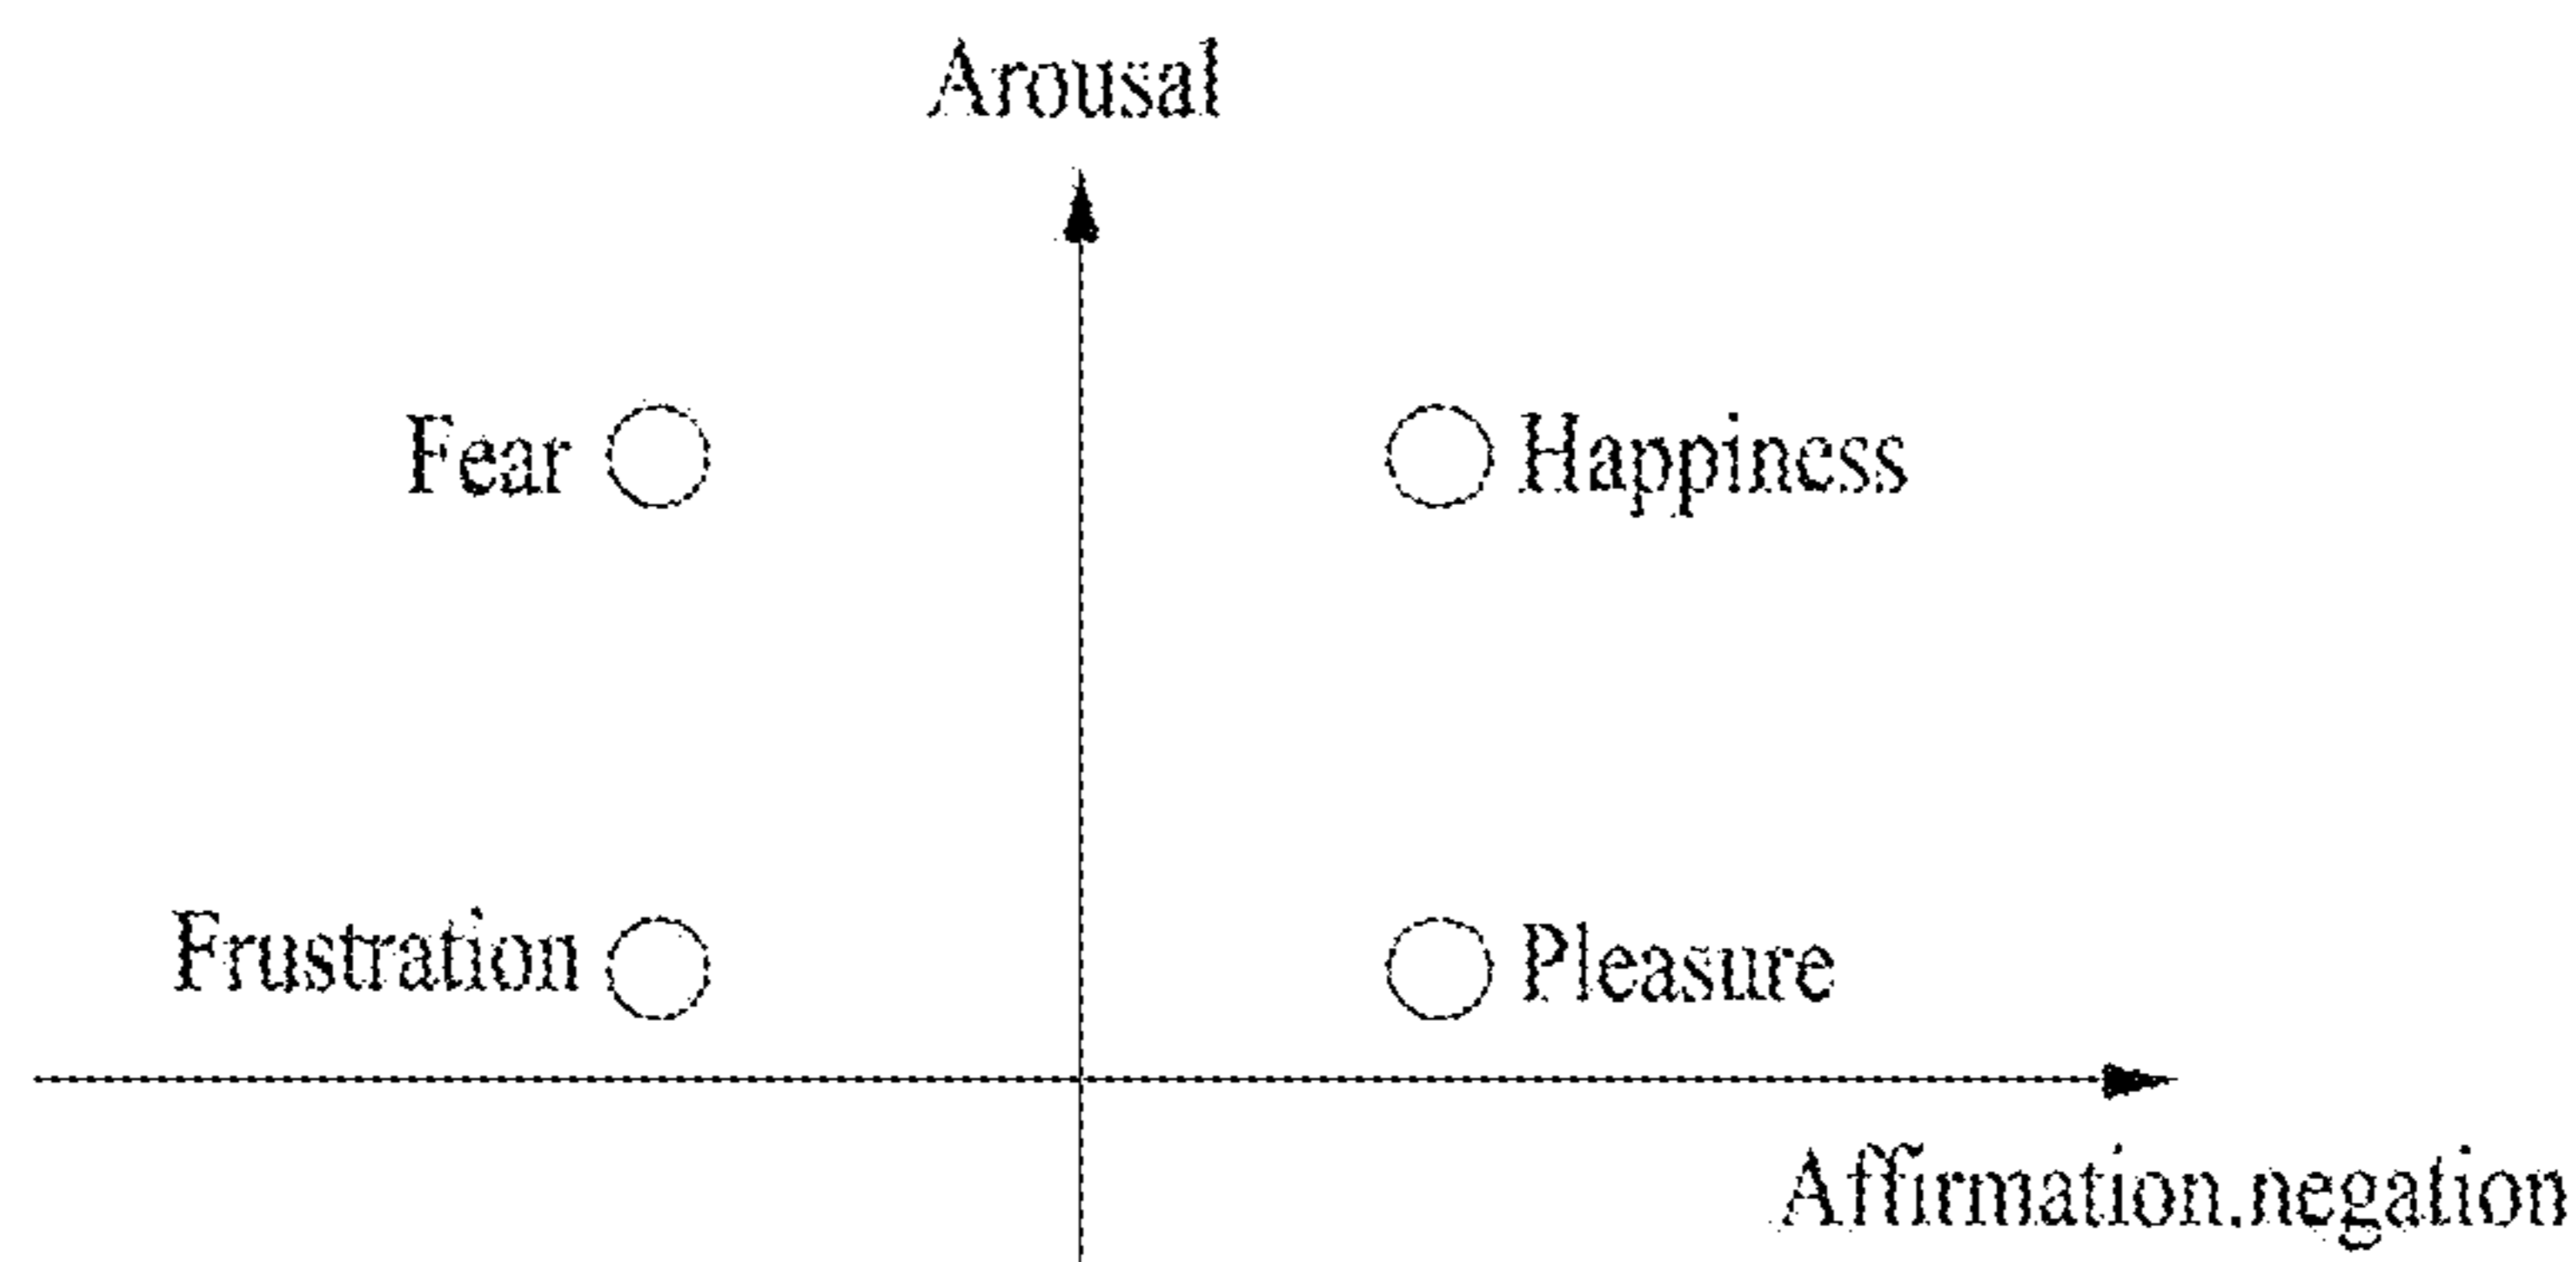 Arousal
Fear
Happiness
Frustration
Pleasure
Affirmation.negation